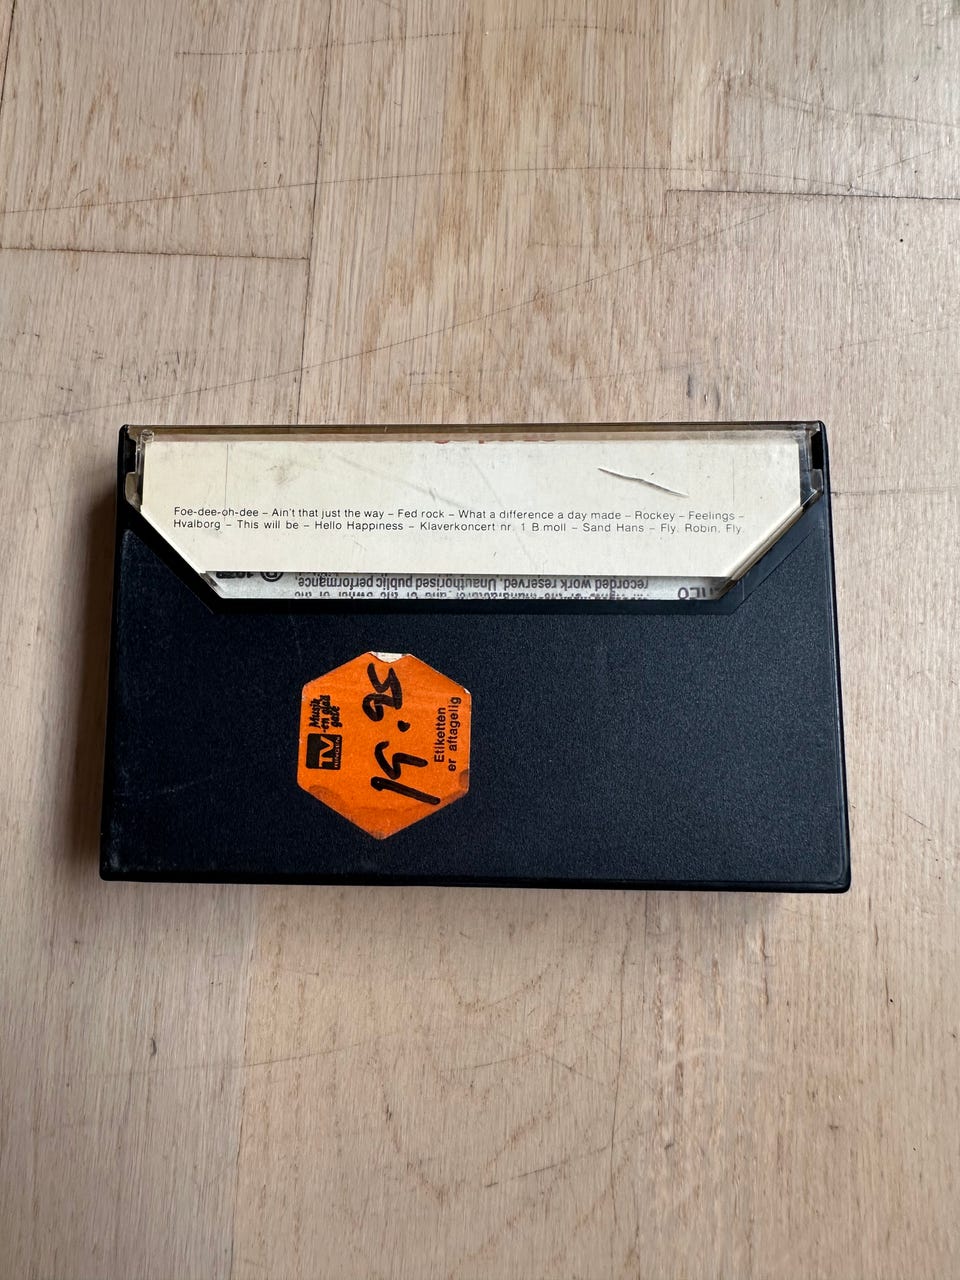 Foe-dee-oh-dee – Ain't that just the way – Fed rock – What a difference a day made – Rockey – Feelings –
Hvalborg – This will be – Hello Happiness – Klaverkoncert nr. 1 B.moll – Sand Hans – Fly, Robin, Fly.
recorded work reserved. Unauthorised public performance,
Musik
en glad
gave
TV
RINGEN
19.95
Etiketten
er aftagelig